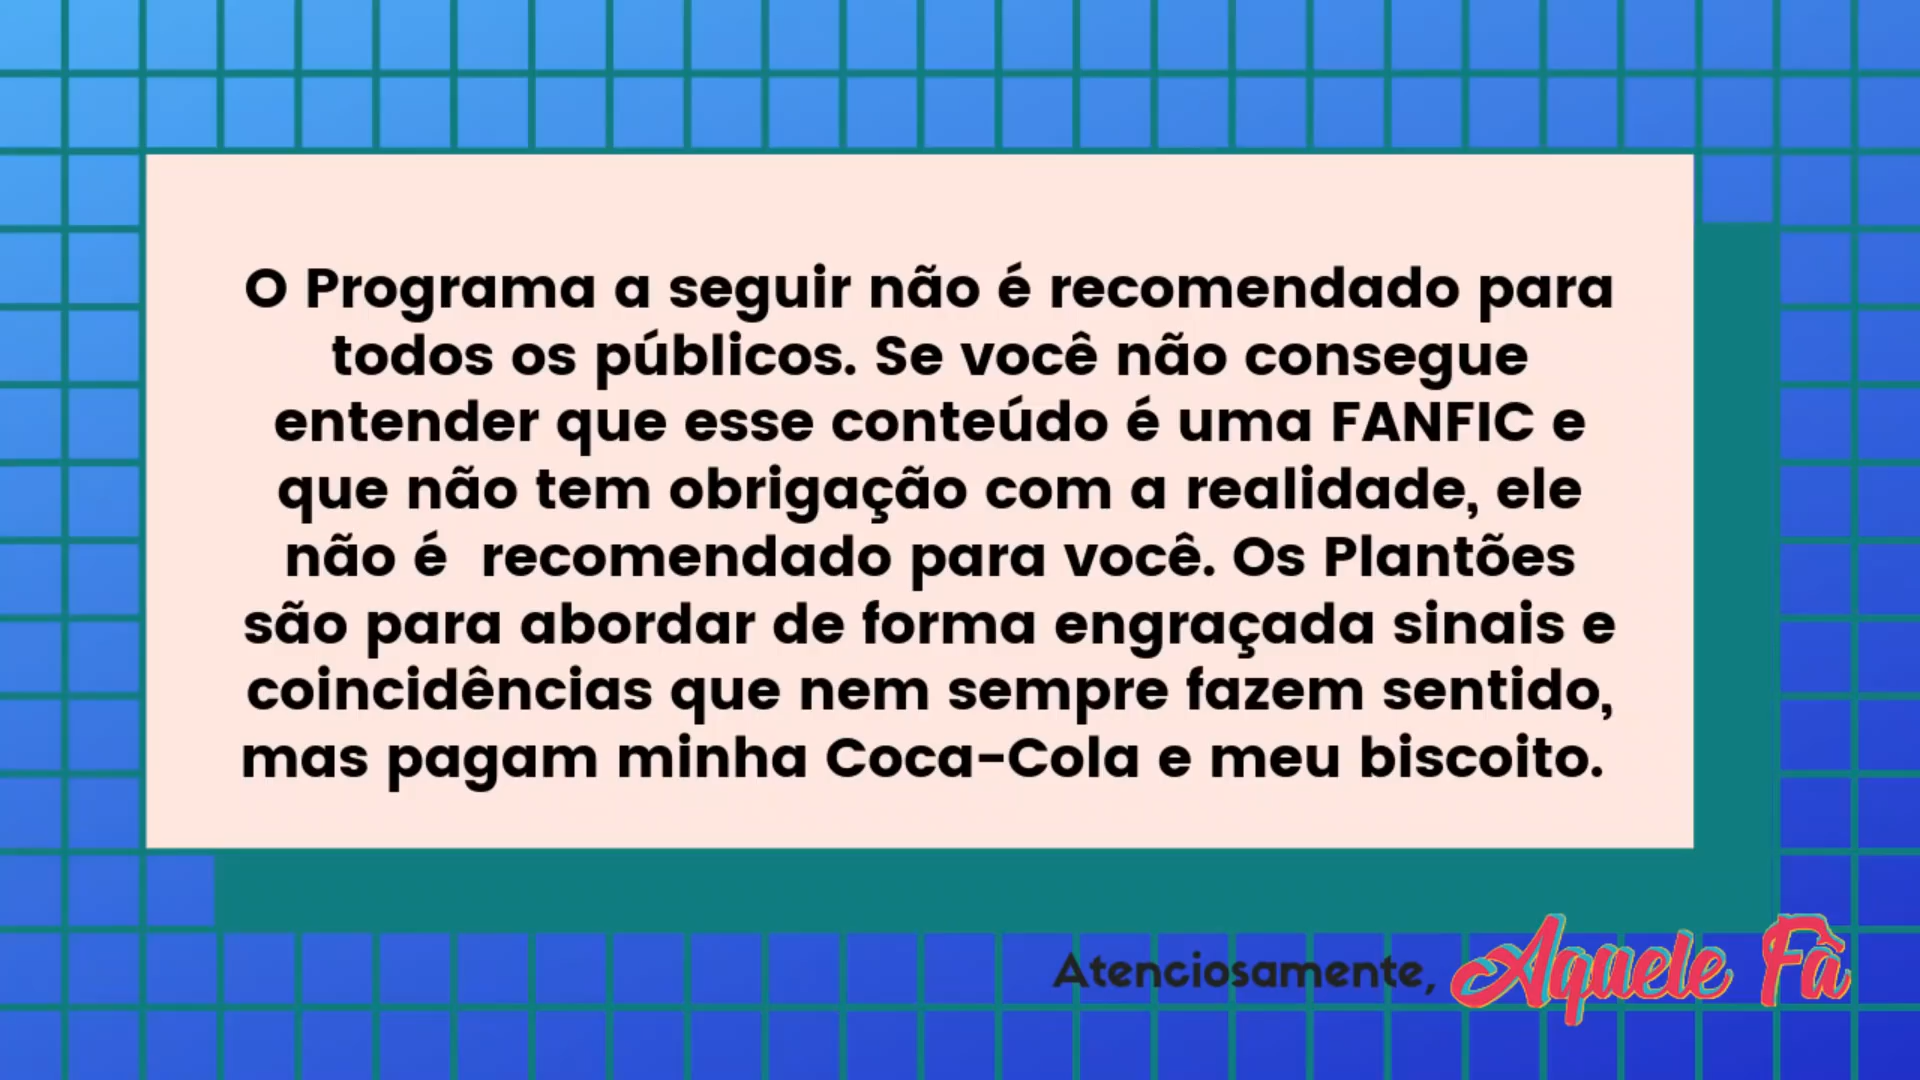 O Programa a seguir não é recomendado para
todos os públicos. Se você não consegue
entender que esse conteúdo é uma FANFIC e
que não tem obrigação com a realidade, ele
não é  recomendado para você. Os Plantões
são para abordar de forma engraçada sinais e
coincidências que nem sempre fazem sentido,
mas pagam minha Coca-Cola e meu biscoito.
Atenciosamente, Aquele Fã